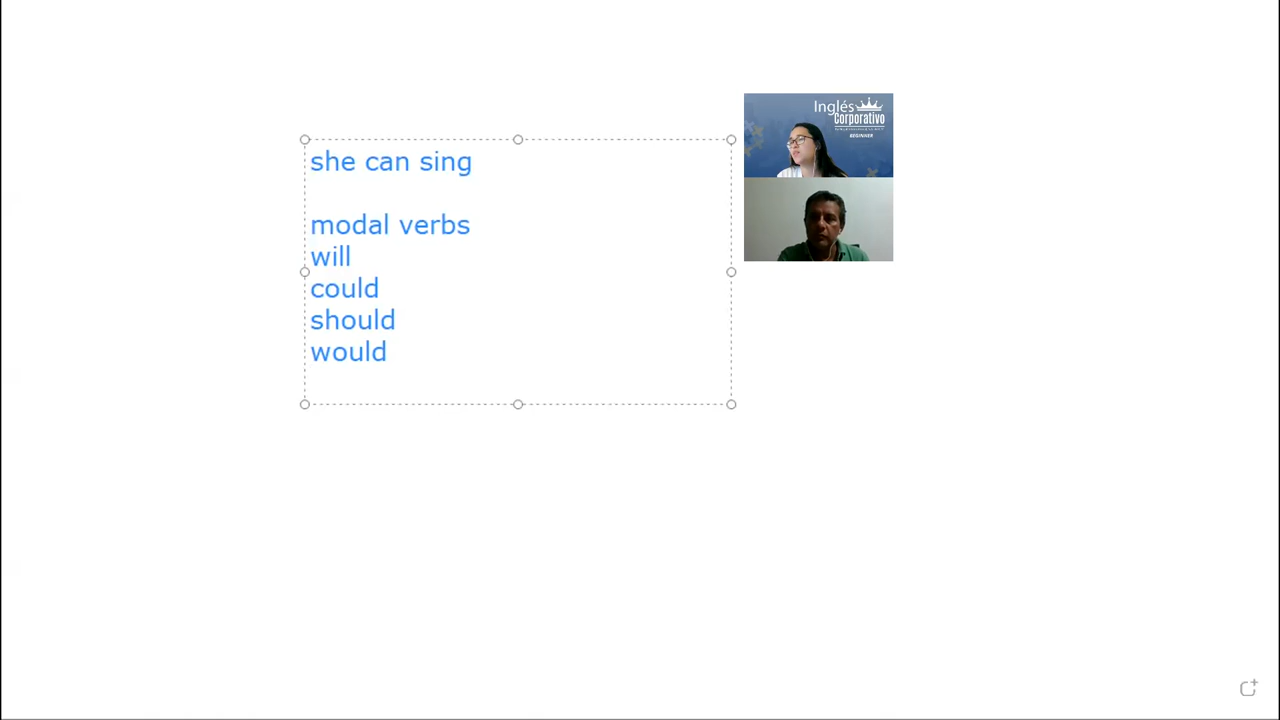 she can sing
modal verbs
will
could
should
would
Inglés
Corporativo
BEGINNER